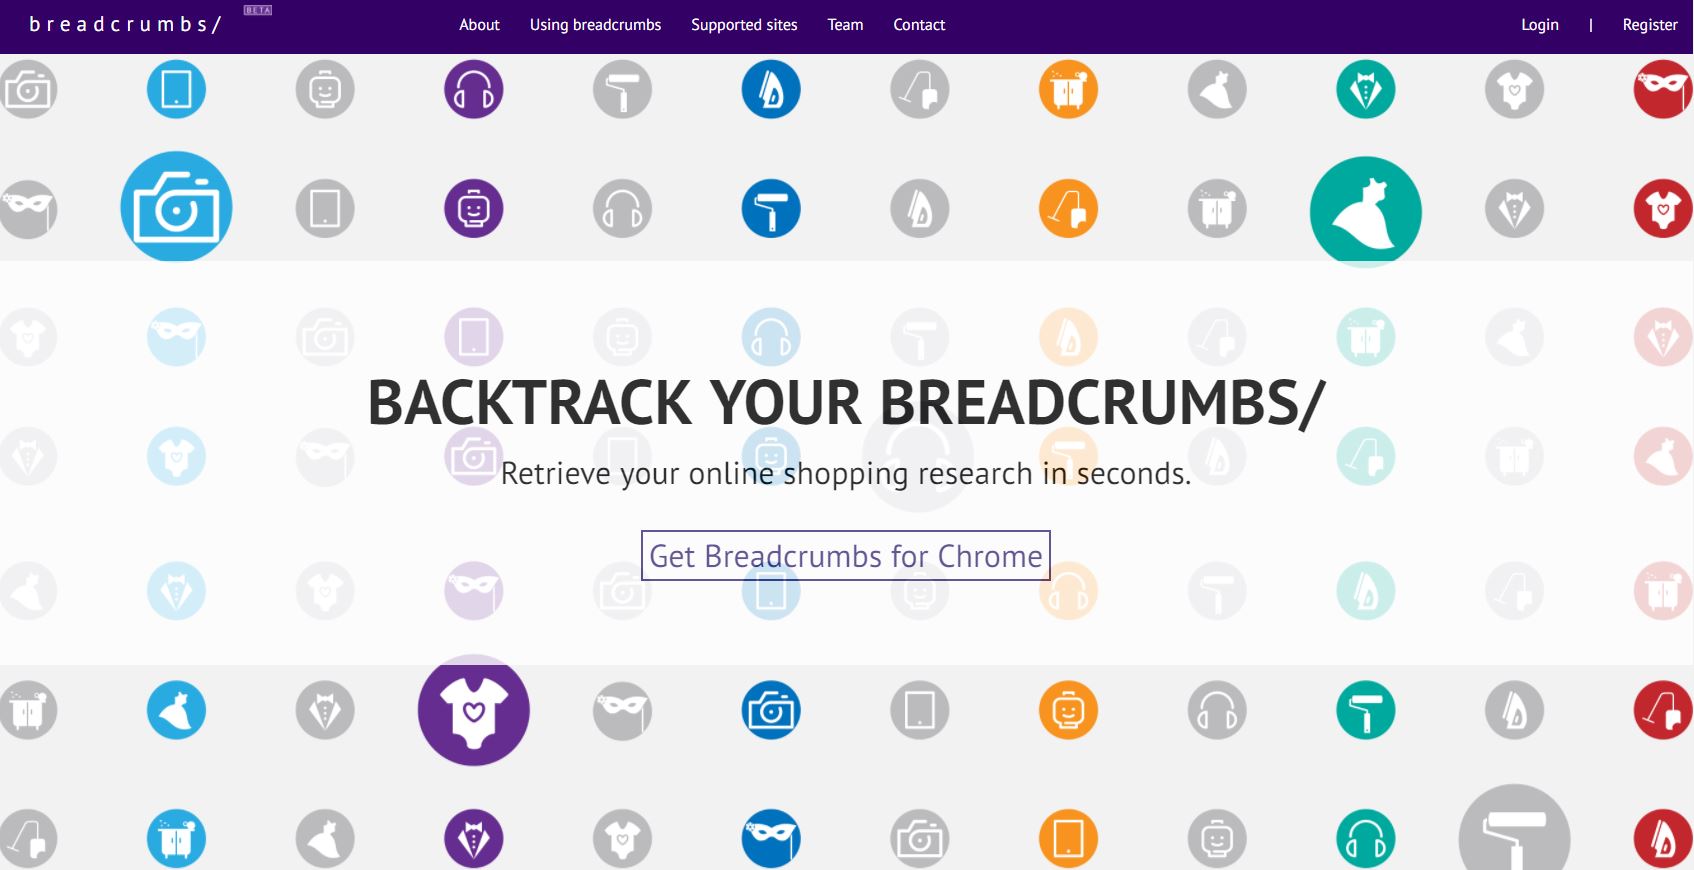 breadcrumbs/
BETA
About
Using breadcrumbs
Supported sites
Team
Contact
Login
|
Register
BACKTRACK YOUR BREADCRUMBS/
Retrieve your online shopping research in seconds.
Get Breadcrumbs for Chrome